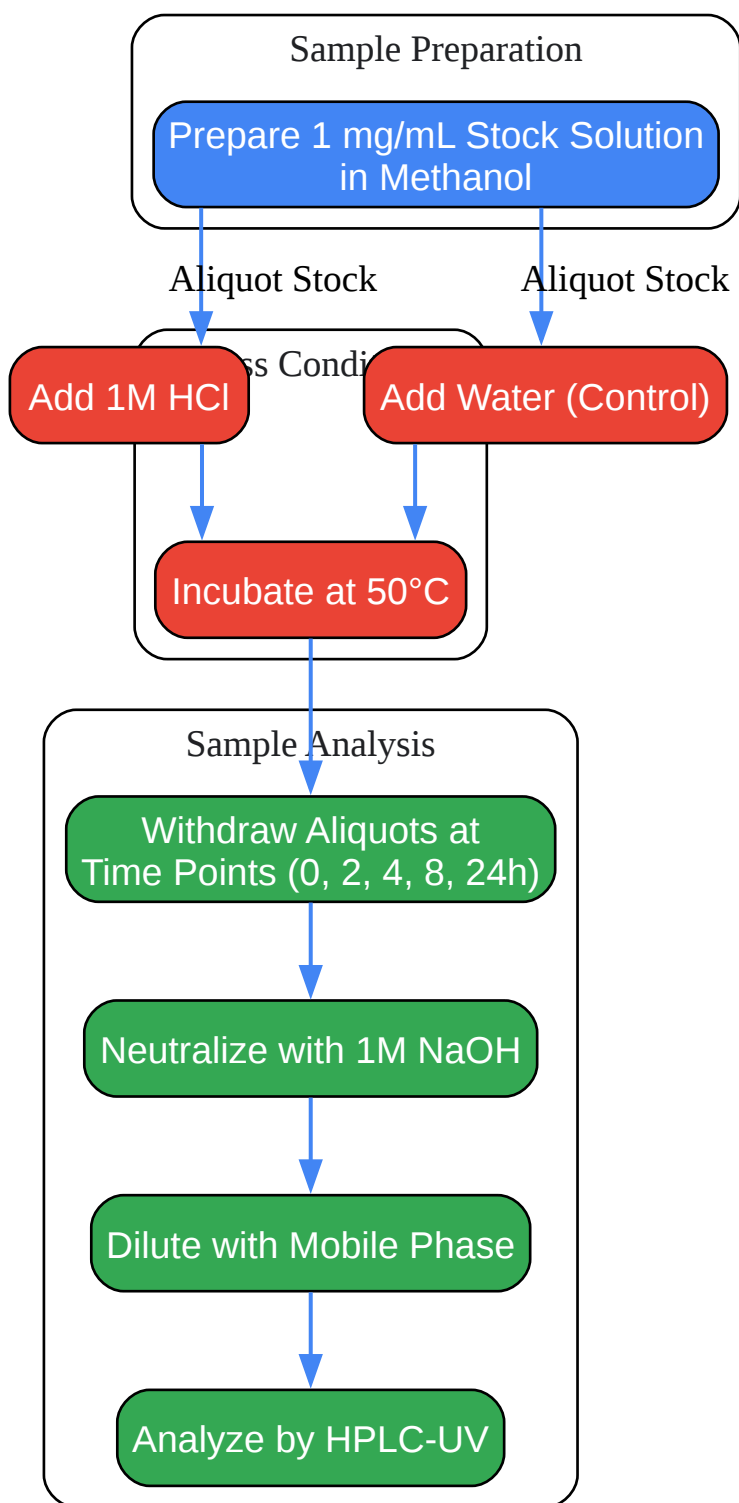 Sample Preparation
Prepare 1 mg/mL Stock Solution
in Methanol
Aliquot Stock
Aliquot Stock
Add 1M HCl
Add Water (Control)
Incubate at 50°C
Sample Analysis
Withdraw Aliquots at
Time Points (0, 2, 4, 8, 24h)
Neutralize with 1M NaOH
Dilute with Mobile Phase
Analyze by HPLC-UV